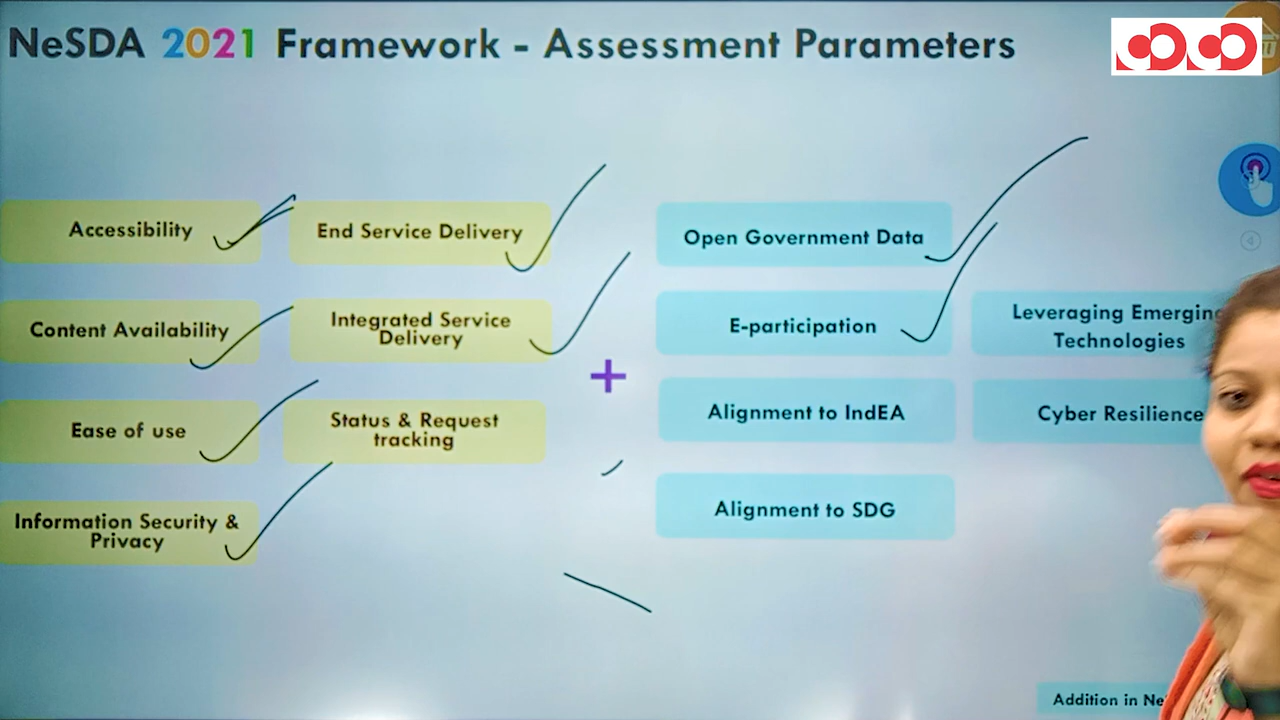 NeSDA 2021 Framework - Assessment Parameters
Accessibility
End Service Delivery
Content Availability
Integrated Service
Delivery
Ease of use
Status & Request
tracking
Information Security &
Privacy
+
Open Government Data
E-participation
Leveraging Emerging
Technologies
Alignment to IndEA
Cyber Resilience
Alignment to SDG
Addition in